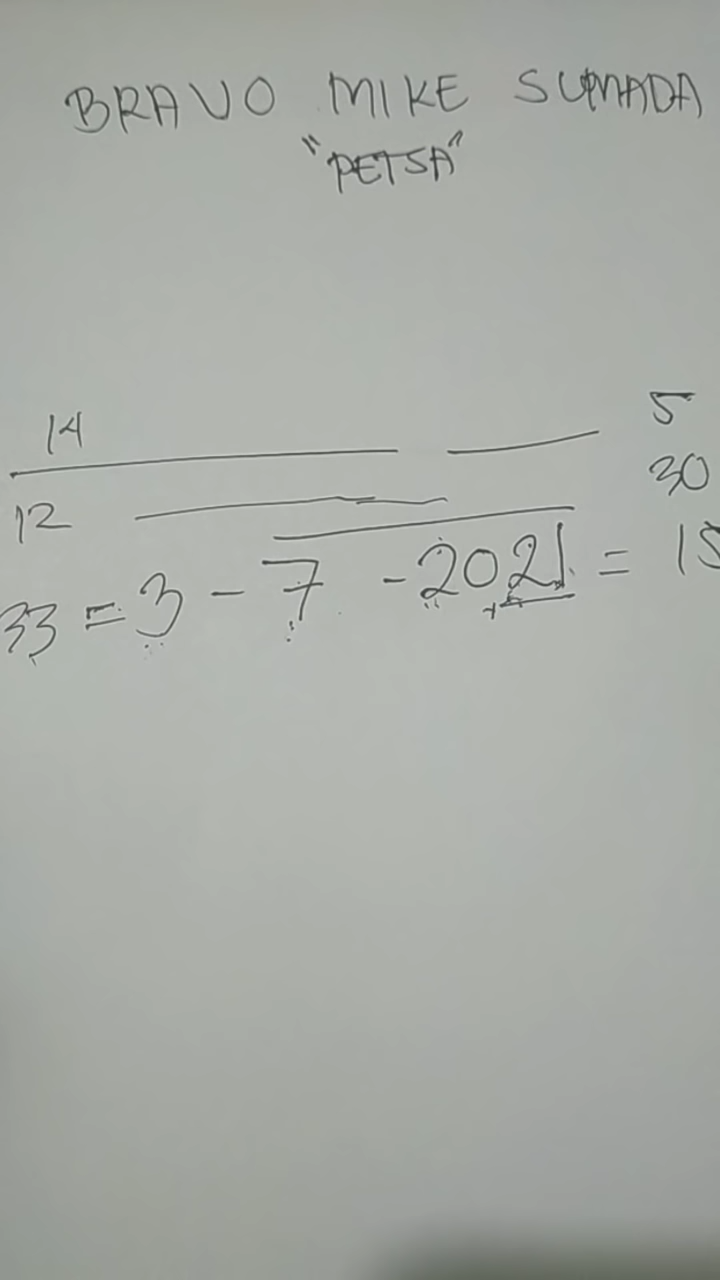 BRAVO MIKE SUMADA
"PETSA"
14 5
30
12
33 = 3 - 7 - 2021 = 15